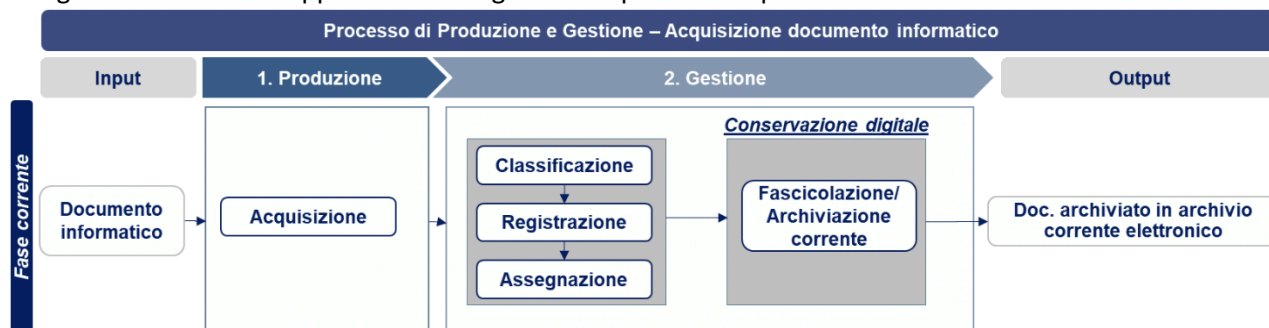 Processo di Produzione e Gestione – Acquisizione documento informatico
Input
1. Produzione
2. Gestione
Output
Fase corrente
Documento
informatico
Acquisizione
Classificazione
Registrazione
Assegnazione
Conservazione digitale
Fascicolazione/
Archiviazione
corrente
Doc. archiviato in archivio
corrente elettronico